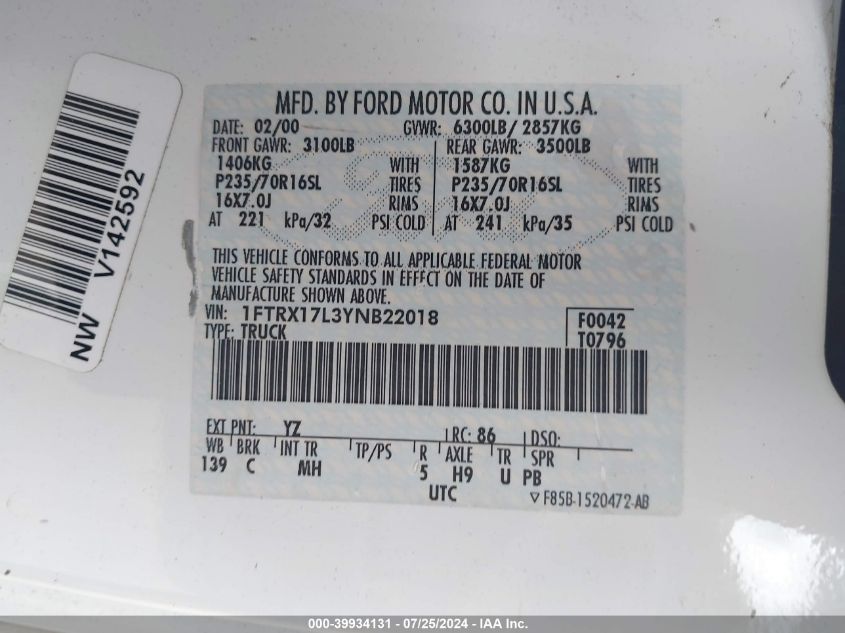 MFD. BY FORD MOTOR CO. IN U.S.A.
DATE: 02/00 GVWR: 6300LB/ 2857KG
FRONT GAWR: 3100LB REAR GAWR: 3500LB
1406KG WITH 1587KG WITH
P235/70R16SL TIRES P235/70R16SL TIRES
16X7.0J RIMS 16X7.0J RIMS
AT 221 kPa/32 PSI COLD AT 241 kPa/35 PSI COLD
THIS VEHICLE CONFORMS TO ALL APPLICABLE FEDERAL MOTOR
VEHICLE SAFETY STANDARDS IN EFFECT ON THE DATE OF
MANUFACTURE SHOWN ABOVE.
VIN: 1FTRX17L3YNB22018 F0042
TYPE: TRUCK T0796
EXT PNT: YZ RC: 86 DSO:
WB BRK INT TR TP/PS R AXLE TR SPR
139 C MH 5 H9 U PB
UTC ▽F85B-1520472-AB
NW V142592
000-39934131 - 07/25/2024 - IAA Inc.